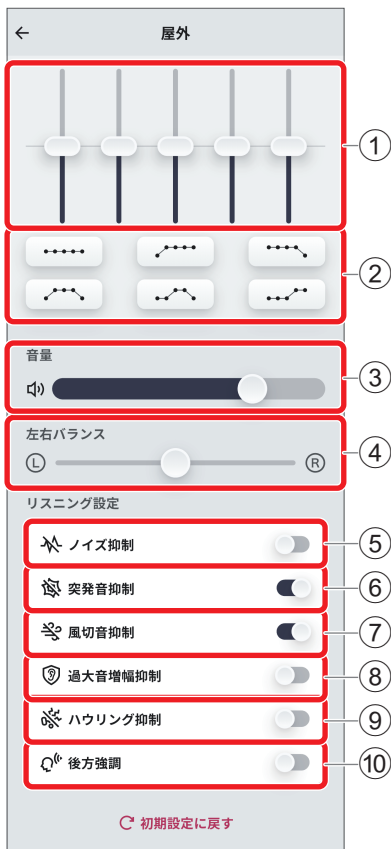 屋外
①
②
音量
③
左右バランス
L R
④
リスニング設定
ノイズ抑制
⑤
突発音抑制
⑥
風切音抑制
⑦
過大音増幅抑制
⑧
ハウリング抑制
⑨
後方強調
⑩
初期設定に戻す